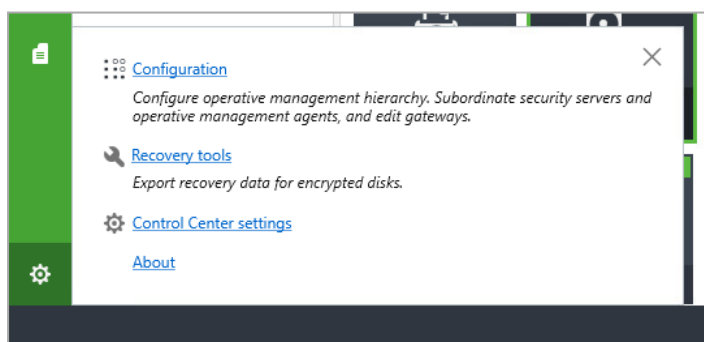 Configuration
Configure operative management hierarchy. Subordinate security servers and
operative management agents, and edit gateways.
Recovery tools
Export recovery data for encrypted disks.
Control Center settings
About